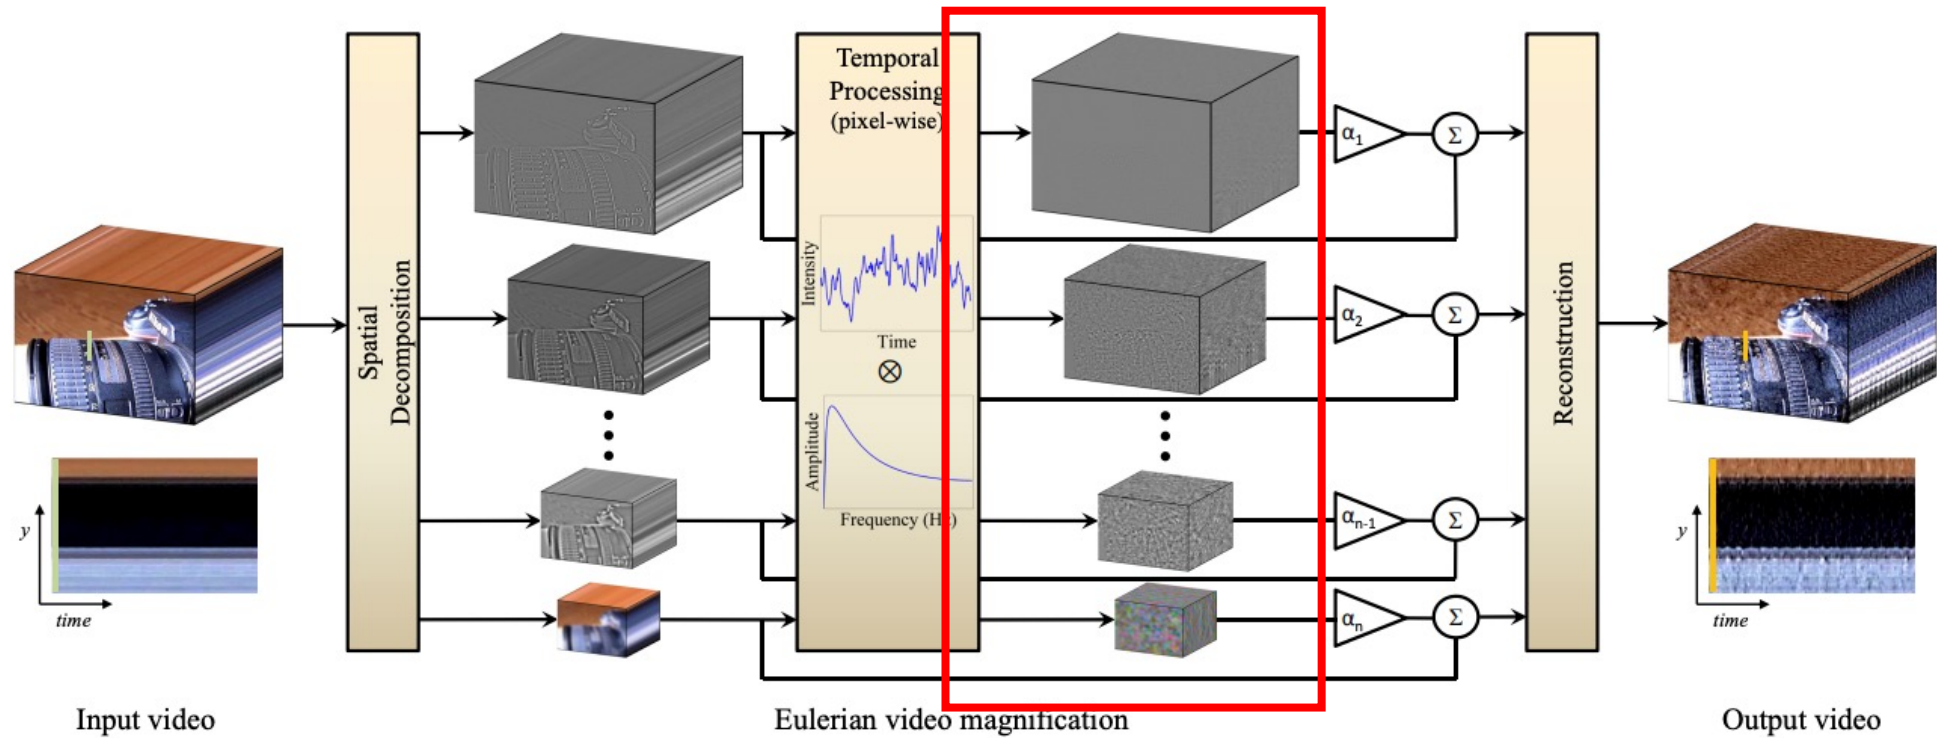 Temporal
Processing
(pixel-wise)
Intensity
Time
⊗
Amplitude
Frequency (Hz)
Spatial
Decomposition
α1
Σ
α2
Σ
αn-1
Σ
αn
Σ
Reconstruction
y
time
y
time
Input video
Eulerian video magnification
Output video